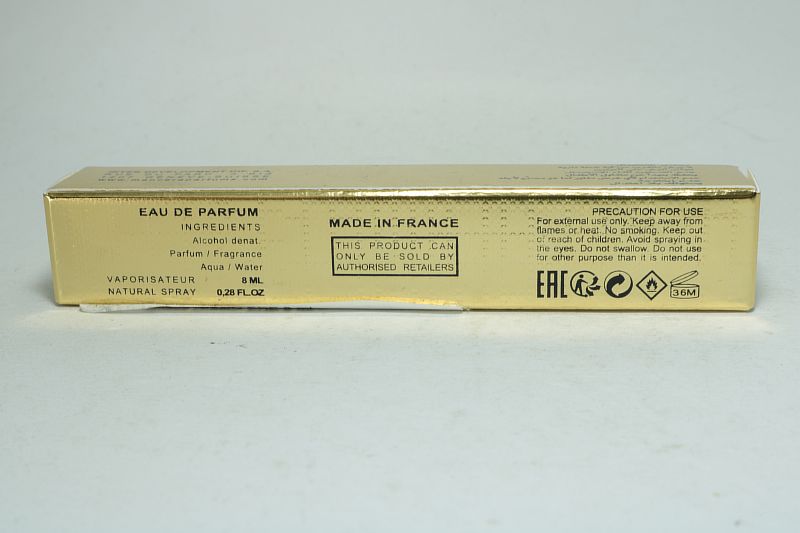 EAU DE PARFUM
INGREDIENTS
Alcohol denat.
Parfum / Fragrance
Aqua / Water
VAPORISATEUR 8 ML
NATURAL SPRAY 0,28 FL.OZ
MADE IN FRANCE
THIS PRODUCT CAN
ONLY BE SOLD BY
AUTHORISED RETAILERS
PRECAUTION FOR USE
For external use only. Keep away from
flames or heat. No smoking. Keep out
of reach of children. Avoid spraying in
the eyes. Do not swallow. Do not use
for other purpose than it is intended.
EAC
36M